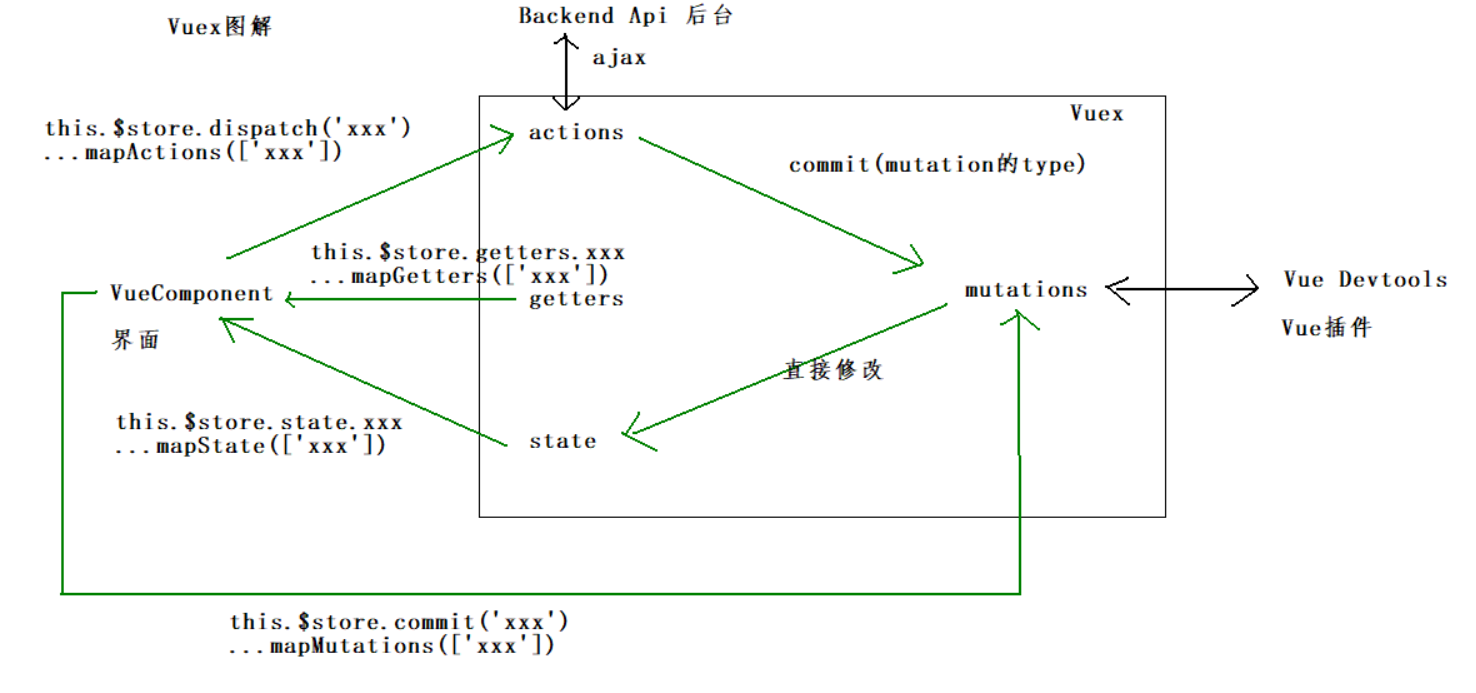 Vuex图解
Backend Api 后台
ajax
Vuex
this.$store.dispatch('xxx')
...mapActions(['xxx'])
actions
commit(mutation的type)
this.$store.getters.xxx
...mapGetters(['xxx'])
getters
VueComponent
界面
mutations
Vue Devtools
Vue插件
直接修改
this.$store.state.xxx
...mapState(['xxx'])
state
this.$store.commit('xxx')
...mapMutations(['xxx'])